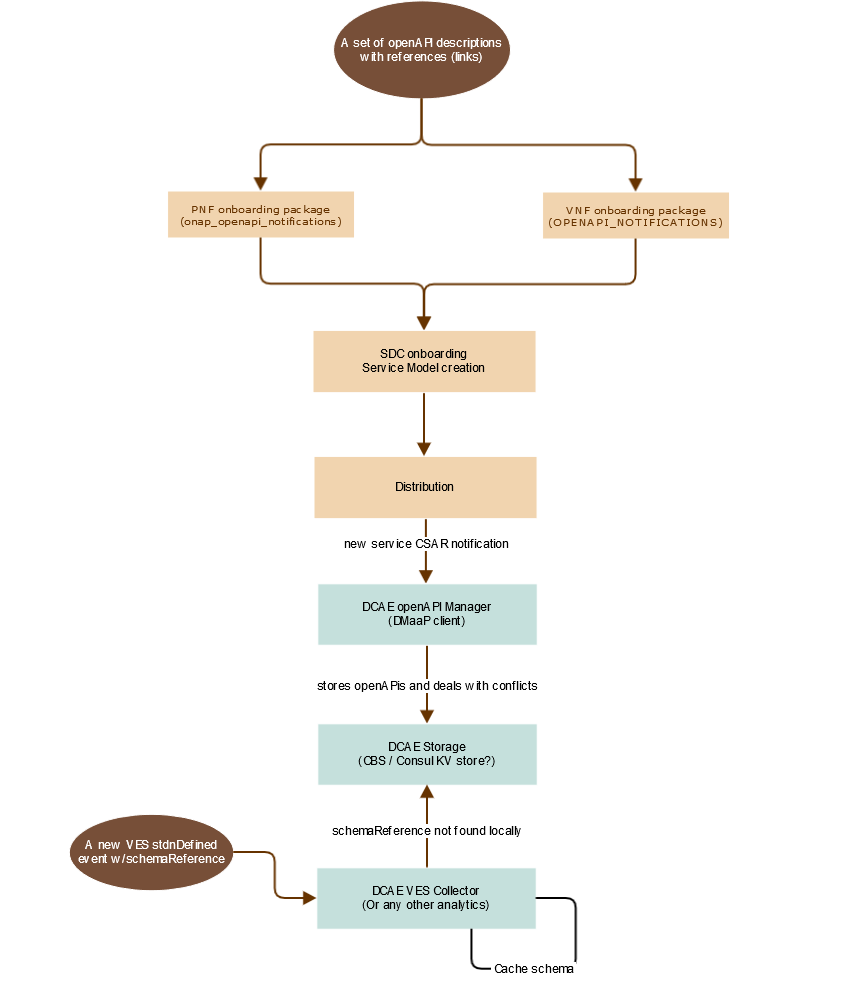 A set of openAPI descriptions
with references (links)
PNF onboarding package
(onap_openapi_notifications)
VNF onboarding package
(OPENAPI_NOTIFICATIONS)
SDC onboarding
Service Model creation
Distribution
new service CSAR notification
DCAE openAPI Manager
(DMaaP client)
stores openAPis and deals with conflicts
DCAE Storage
(CBS / Consul KV store?)
schemaReference not found locally
A new VES stdnDefined
event w/schemaReference
DCAE VES Collector
(Or any other analytics)
Cache schema